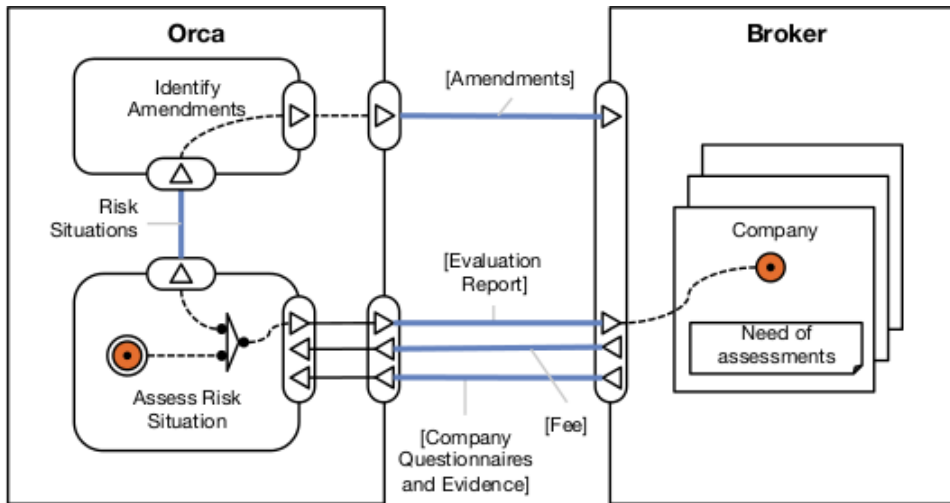 Orca
Broker
Identify
Amendments
[Amendments]
Risk
Situations
Company
[Evaluation
Report]
Need of
assessments
Assess Risk
Situation
[Fee]
[Company
Questionnaires
and Evidence]